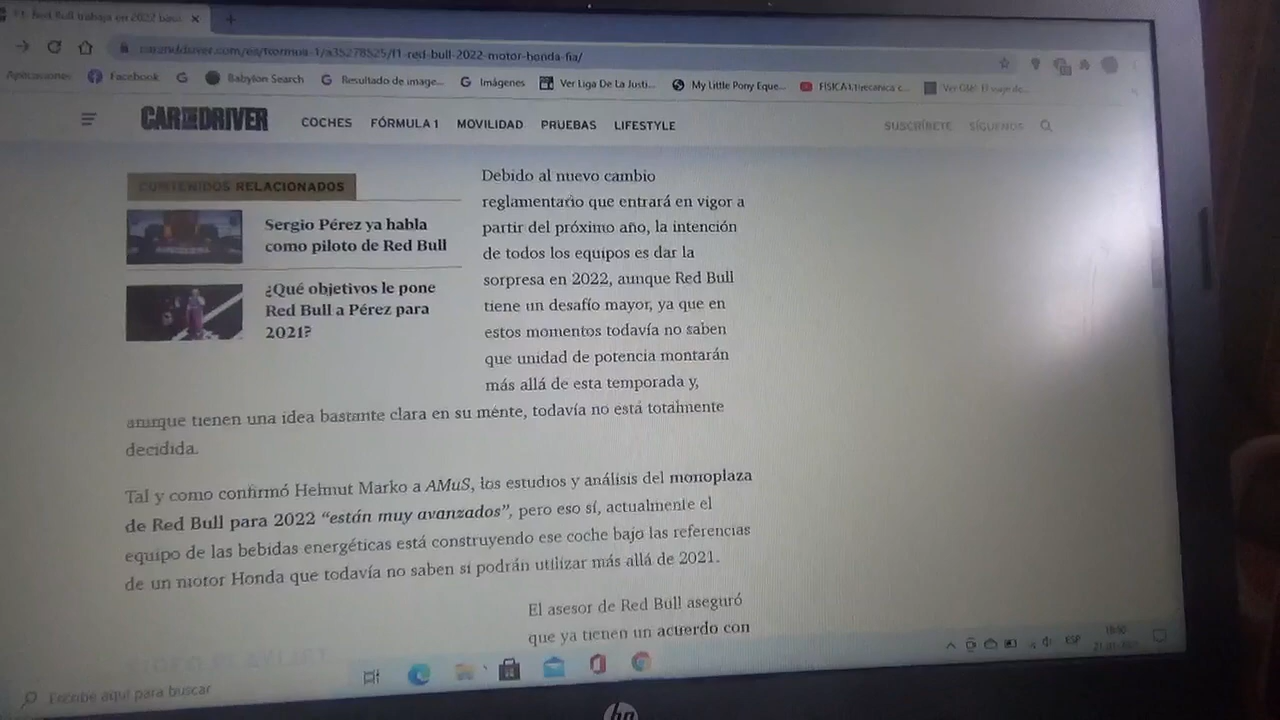 Red Bull trabaja en 2022
caranddriver.com/es/formula-1/a35278525/f1-red-bull-2022-motor-honda-fia/
Aplicaciones
Facebook
G
Babylon Search
Resultado de image...
Imágenes
Ver Liga De La Justi...
My Little Pony Eque...
FISICA
CAR AND DRIVER
COCHES
FÓRMULA 1
MOVILIDAD
PRUEBAS
LIFESTYLE
SUSCRÍBETE
SÍGUENOS
CONTENIDOS RELACIONADOS
Sergio Pérez ya habla
como piloto de Red Bull
¿Qué objetivos le pone
Red Bull a Pérez para
2021?
Debido al nuevo cambio
reglamentario que entrará en vigor a
partir del próximo año, la intención
de todos los equipos es dar la
sorpresa en 2022, aunque Red Bull
tiene un desafío mayor, ya que en
estos momentos todavía no saben
que unidad de potencia montarán
más allá de esta temporada y,
aunque tienen una idea bastante clara en su mente, todavía no está totalmente
decidida.
Tal y como confirmó Helmut Marko a AMuS, los estudios y análisis del monoplaza
de Red Bull para 2022 “están muy avanzados”, pero eso sí, actualmente el
equipo de las bebidas energéticas está construyendo ese coche bajo las referencias
de un motor Honda que todavía no saben si podrán utilizar más allá de 2021.
El asesor de Red Bull aseguró
que ya tienen un acuerdo con
Escribe aquí para buscar
ESP
hp